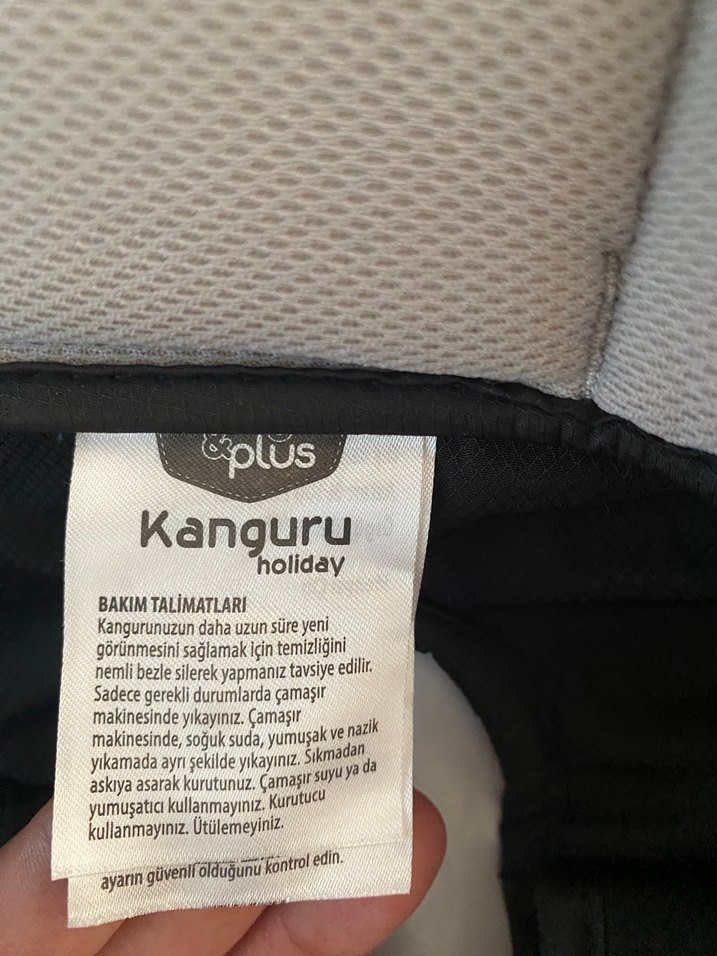 & plus
Kanguru
holiday
BAKIM TALİMATLARI
Kangurunuzun daha uzun süre yeni
görünmesini sağlamak için temizliğini
nemli bezle silerek yapmanız tavsiye edilir.
Sadece gerekli durumlarda çamaşır
makinesinde yıkayınız. Çamaşır
makinesinde, soğuk suda, yumuşak ve nazik
yıkamada ayrı şekilde yıkayınız. Sıkmadan
askıya asarak kurutunuz. Çamaşır suyu ya da
yumuşatıcı kullanmayınız. Kurutucu
kullanmayınız. Ütülemeyiniz.
ayarın güvenli olduğunu kontrol edin.